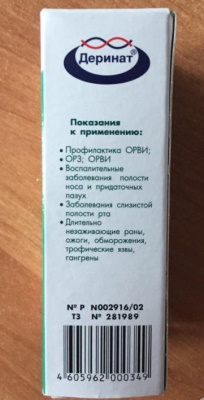 Деринат®
Показания
к применению:
• Профилактика ОРВИ;
• ОРЗ; ОРВИ
• Воспалительные
заболевания полости
носа и придаточных
пазух
• Заболевания слизистой
полости рта
• Длительно
незаживающие раны,
ожоги, обморожения,
трофические язвы,
гангрены
№ Р N002916/02
ТЗ № 281989
4 605962 000349